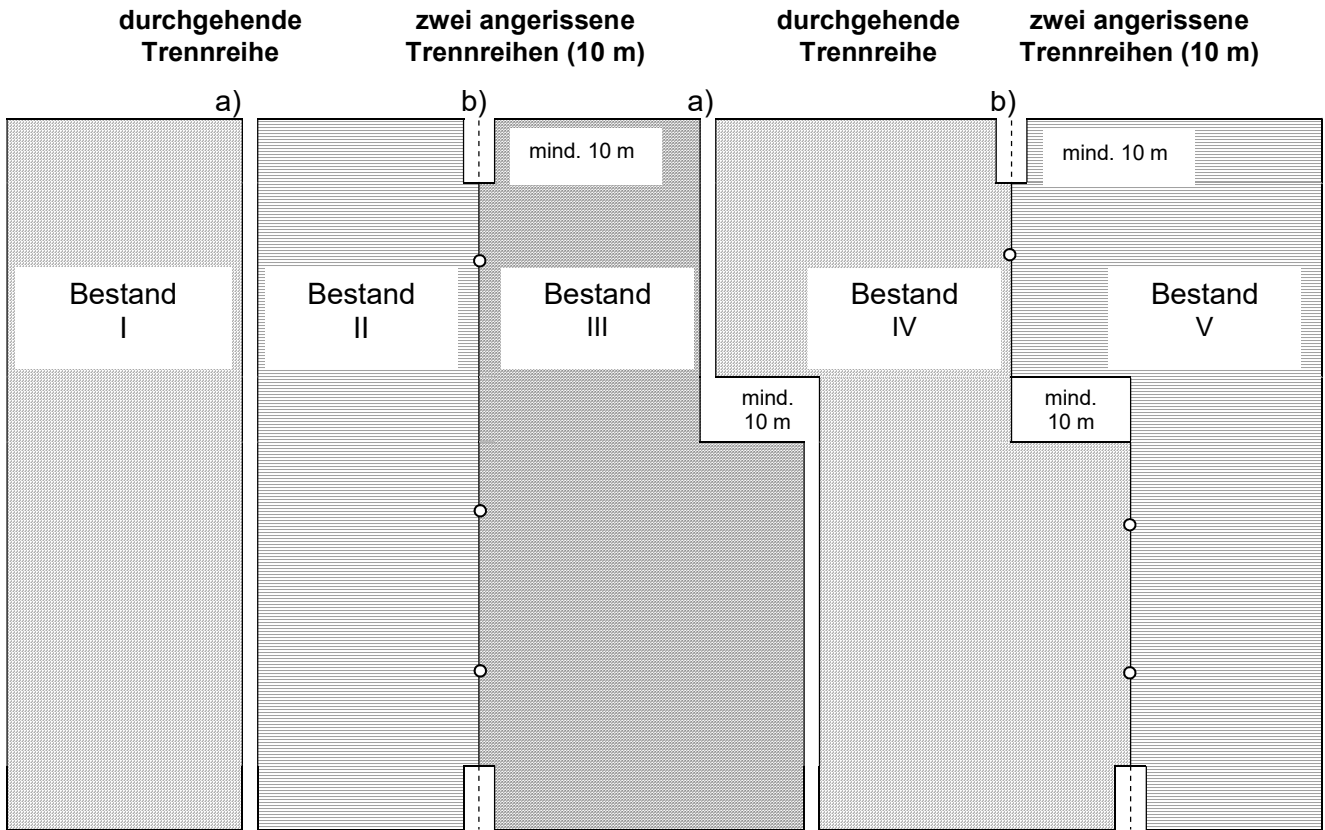 durchgehende
Trennreihe
zwei angerissene
Trennreihen (10 m)
durchgehende
Trennreihe
zwei angerissene
Trennreihen (10 m)
a)
b)
a)
b)
mind. 10 m
mind. 10 m
Bestand
I
Bestand
II
Bestand
III
Bestand
IV
Bestand
V
mind.
10 m
mind.
10 m